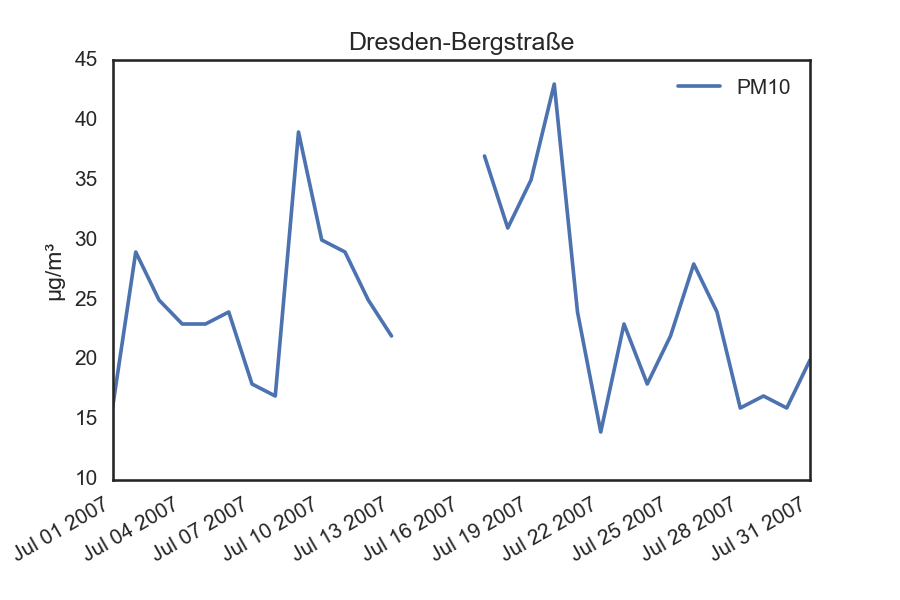 Dresden-Bergstraße
PM10
µg/m³
45
40
35
30
25
20
15
10
Jul 01 2007
Jul 04 2007
Jul 07 2007
Jul 10 2007
Jul 13 2007
Jul 16 2007
Jul 19 2007
Jul 22 2007
Jul 25 2007
Jul 28 2007
Jul 31 2007